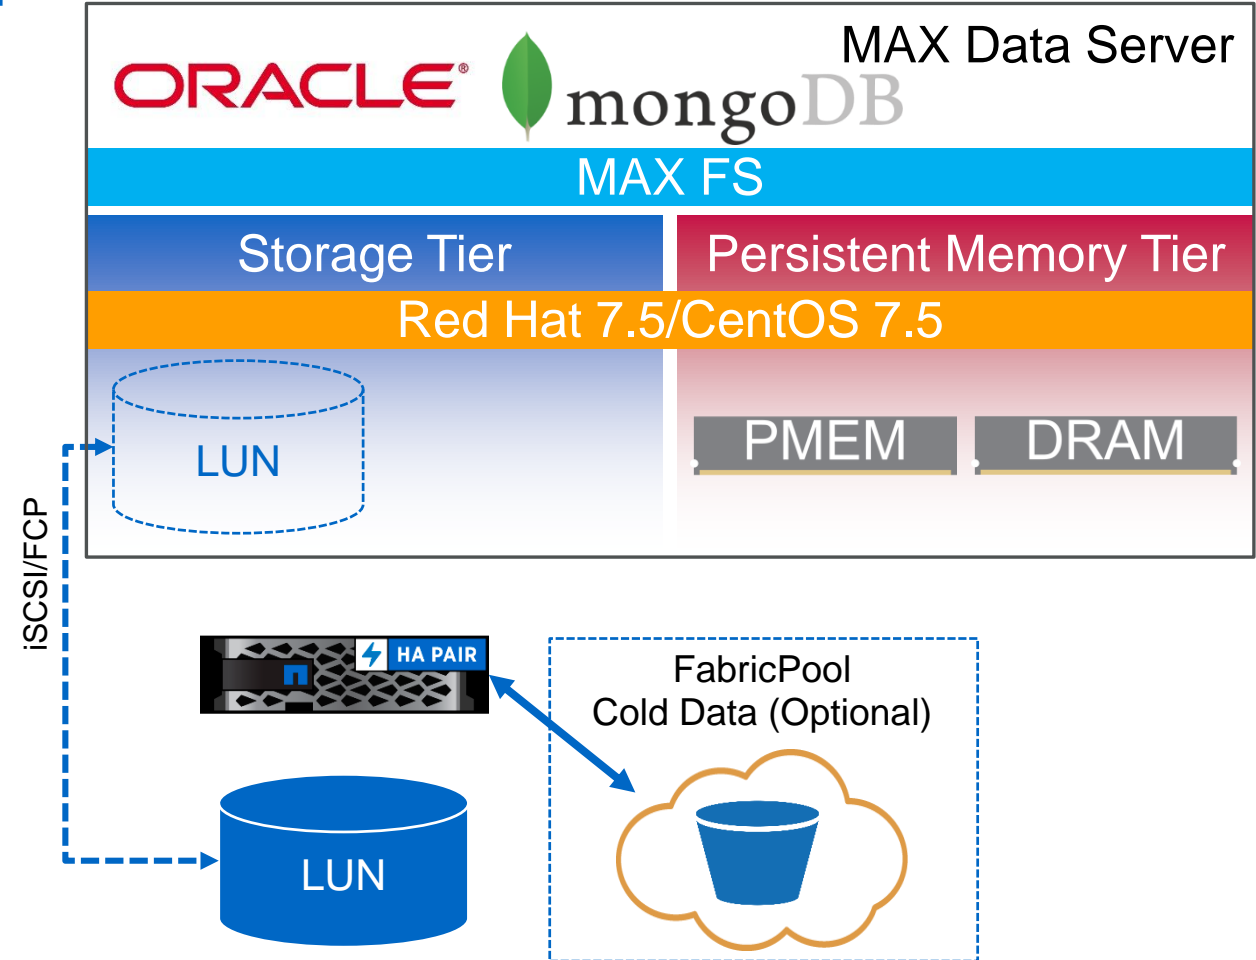 MAX Data Server
ORACLE®
mongoDB
MAX FS
Storage Tier
Persistent Memory Tier
Red Hat 7.5/CentOS 7.5
LUN
PMEM
DRAM
iSCSI/FCP
HA PAIR
FabricPool
Cold Data (Optional)
LUN